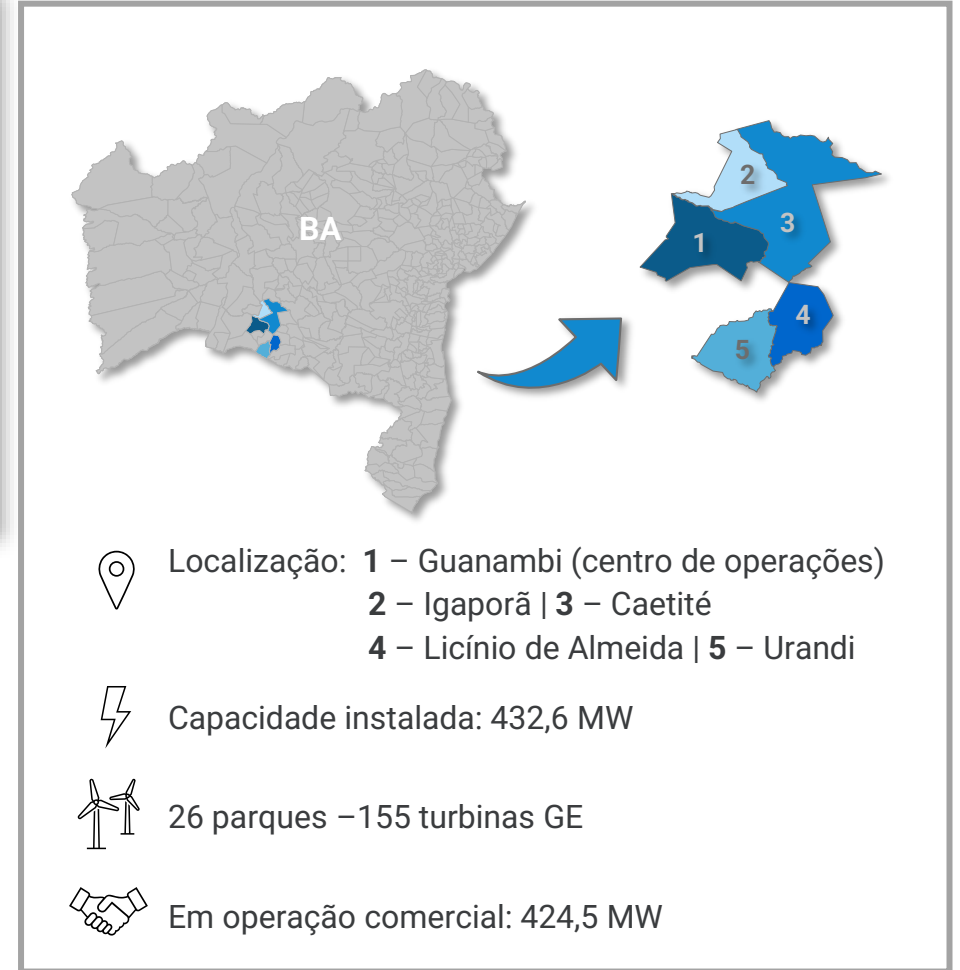 BA
2
3
1
4
5
Localização: 1 – Guanambi (centro de operações)
2 – Igaporã | 3 – Caetité
4 – Licínio de Almeida | 5 – Urandi
Capacidade instalada: 432,6 MW
26 parques –155 turbinas GE
Em operação comercial: 424,5 MW